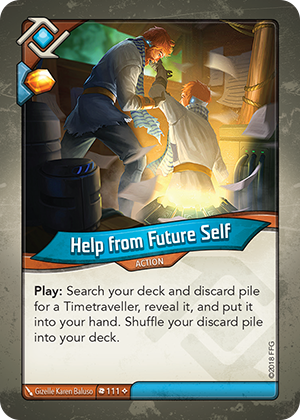 Help from Future Self
ACTION
Play: Search your deck and discard pile
for a Timetraveller, reveal it, and put it
into your hand. Shuffle your discard pile
into your deck.
Gizelle Karen Baluso
111
©2018 FFG